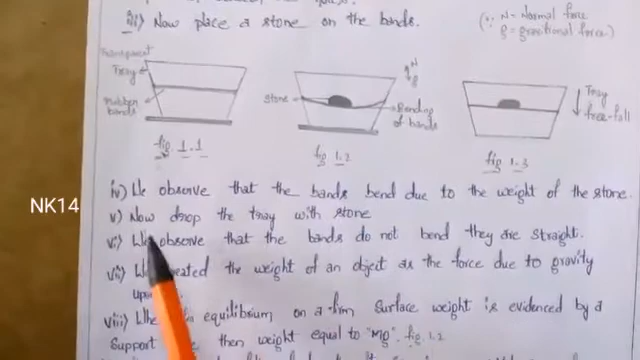 iii) Now place a stone on the bands.
(∵ N = Normal force
g = gravitional force)
Transparent
Tray
Rubber
bands
fig 1.1
stone
N
g
Bending
of bands
fig 1.2
Tray
free-fall
fig 1.3
iv) We observe that the bands bend due to the weight of the stone.
v) Now drop the tray with stone
vi) We observe that the bands do not bend they are straight.
vii) We treated the weight of an object as the force due to gravity
viii) equilibrium on a firm surface weight is evidenced by a
support then weight equal to "Mg". fig. 1.2
NK14